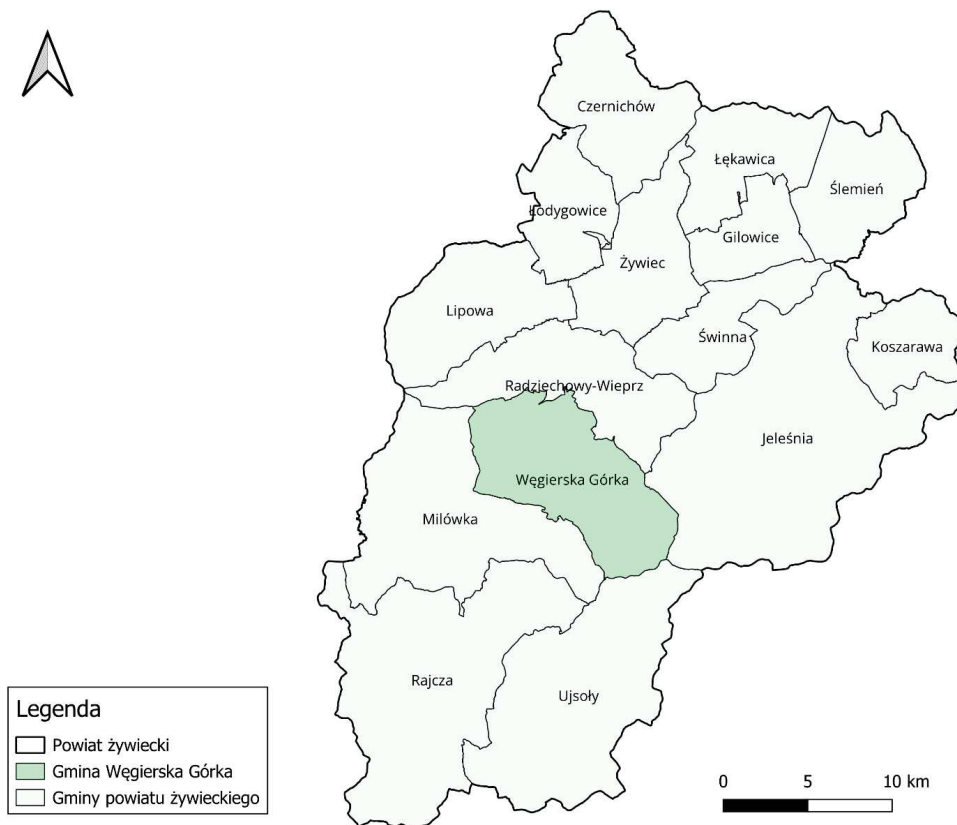 Czernichów
Łękawica
Ślemień
Łodygowice
Gilowice
Żywiec
Lipowa
Świnna
Koszarawa
Radziechowy-Wieprz
Jeleśnia
Węgierska Górka
Milówka
Rajcza
Ujsoły
Legenda
Powiat żywiecki
Gmina Węgierska Górka
Gminy powiatu żywieckiego
0 5 10 km